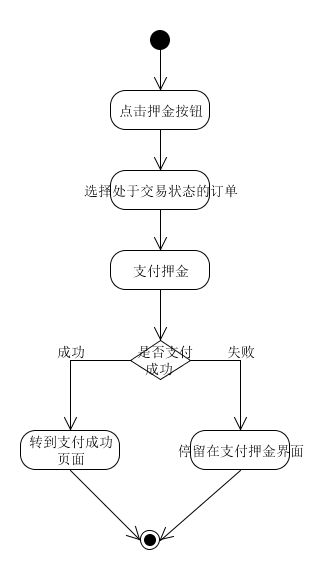 点击押金按钮
选择处于交易状态的订单
支付押金
是否支付
成功
成功
失败
转到支付成功
页面
停留在支付押金界面